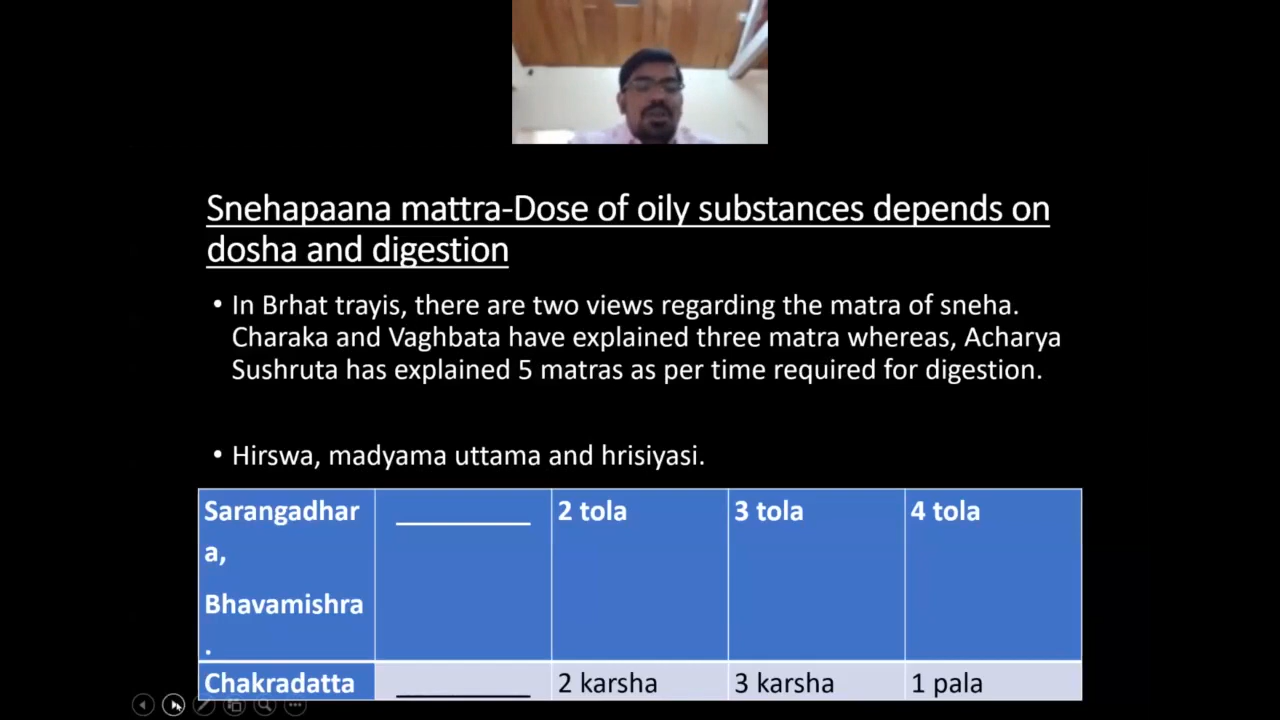 Snehapaana mattra-Dose of oily substances depends on
dosha and digestion
• In Brhat trayis, there are two views regarding the matra of sneha.
Charaka and Vaghbata have explained three matra whereas, Acharya
Sushruta has explained 5 matras as per time required for digestion.
• Hirswa, madyama uttama and hrisiyasi.
Sarangadhar 2 tola 3 tola 4 tola
a,
Bhavamishra
.
Chakradatta 2 karsha 3 karsha 1 pala